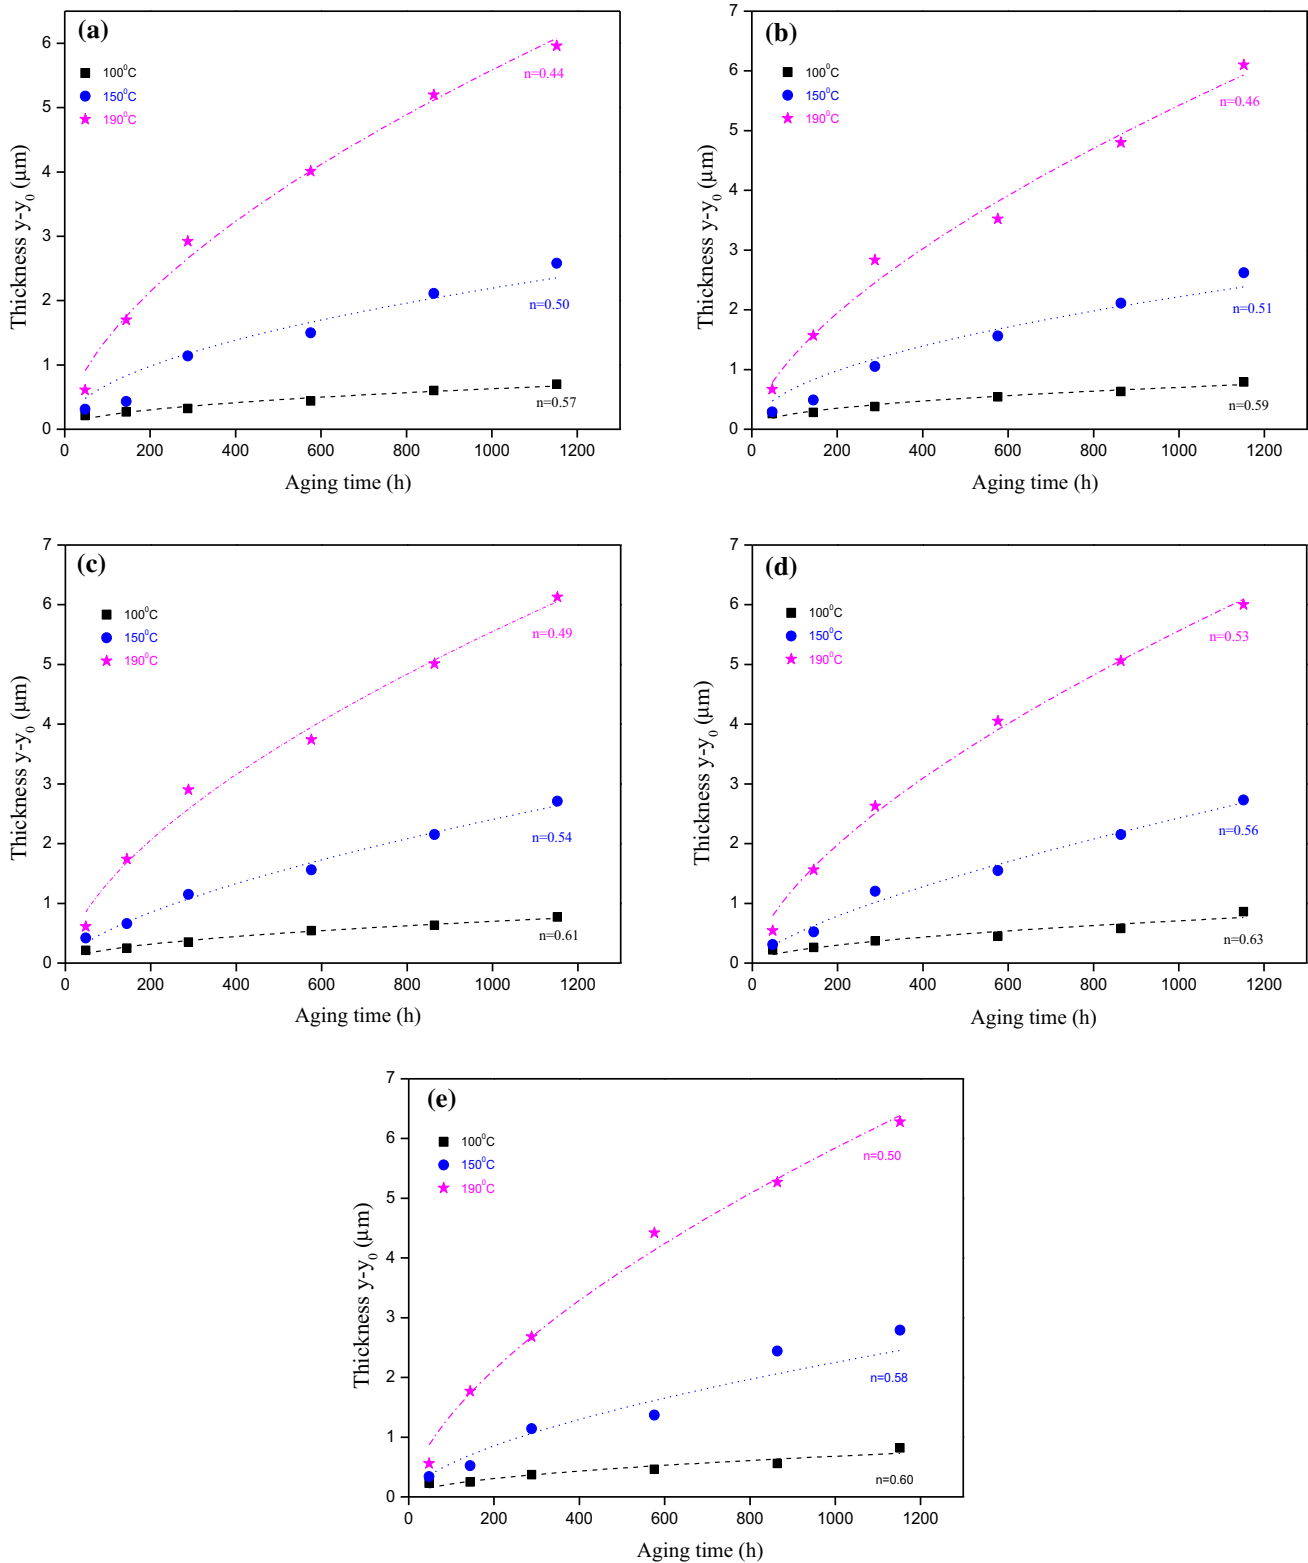 (a)
6
5
4
3
2
1
0
Thickness y-y₀ (μm)
100⁰C
150⁰C
190⁰C
n=0.44
n=0.50
n=0.57
0 200 400 600 800 1000 1200
Aging time (h)
(b)
7
6
5
4
3
2
1
0
Thickness y-y₀ (μm)
100⁰C
150⁰C
190⁰C
n=0.46
n=0.51
n=0.59
0 200 400 600 800 1000 1200
Aging time (h)
(c)
7
6
5
4
3
2
1
0
Thickness y-y₀ (μm)
100⁰C
150⁰C
190⁰C
n=0.49
n=0.54
n=0.61
0 200 400 600 800 1000 1200
Aging time (h)
(d)
7
6
5
4
3
2
1
0
Thickness y-y₀ (μm)
100⁰C
150⁰C
190⁰C
n=0.53
n=0.56
n=0.63
0 200 400 600 800 1000 1200
Aging time (h)
(e)
7
6
5
4
3
2
1
0
Thickness y-y₀ (μm)
100⁰C
150⁰C
190⁰C
n=0.50
n=0.58
n=0.60
0 200 400 600 800 1000 1200
Aging time (h)